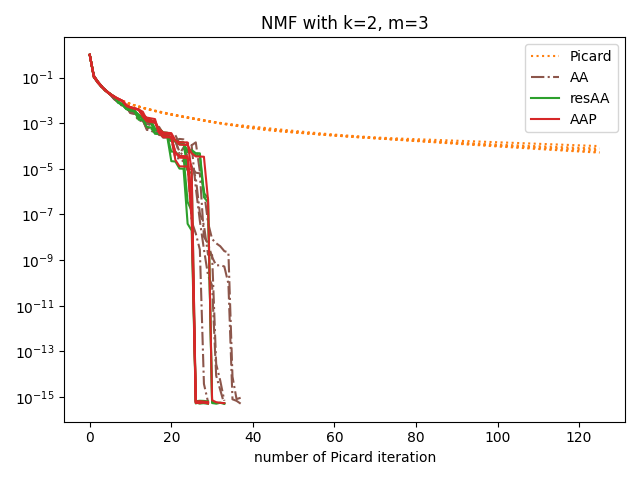 NMF with k=2, m=3
Picard
AA
resAA
AAP
10⁻¹
10⁻³
10⁻⁵
10⁻⁷
10⁻⁹
10⁻¹¹
10⁻¹³
10⁻¹⁵
0 20 40 60 80 100 120
number of Picard iteration